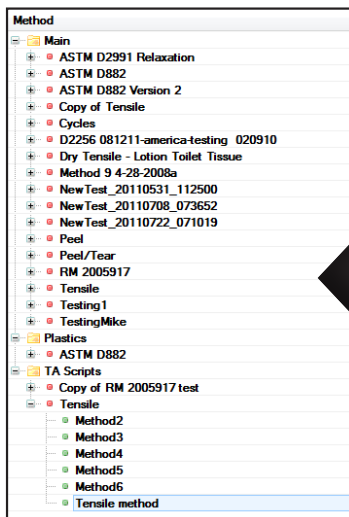 Method
Main
ASTM D2991 Relaxation
ASTM D882
ASTM D882 Version 2
Copy of Tensile
Cycles
D2256 081211-america-testing 020910
Dry Tensile - Lotion Toilet Tissue
Method 9 4-28-2008a
NewTest_20110531_112500
NewTest_20110708_073652
NewTest_20110722_071019
Peel
Peel/Tear
RM 2005917
Tensile
Testing1
TestingMike
Plastics
ASTM D882
TA Scripts
Copy of RM 2005917 test
Tensile
Method2
Method3
Method4
Method5
Method6
Tensile method